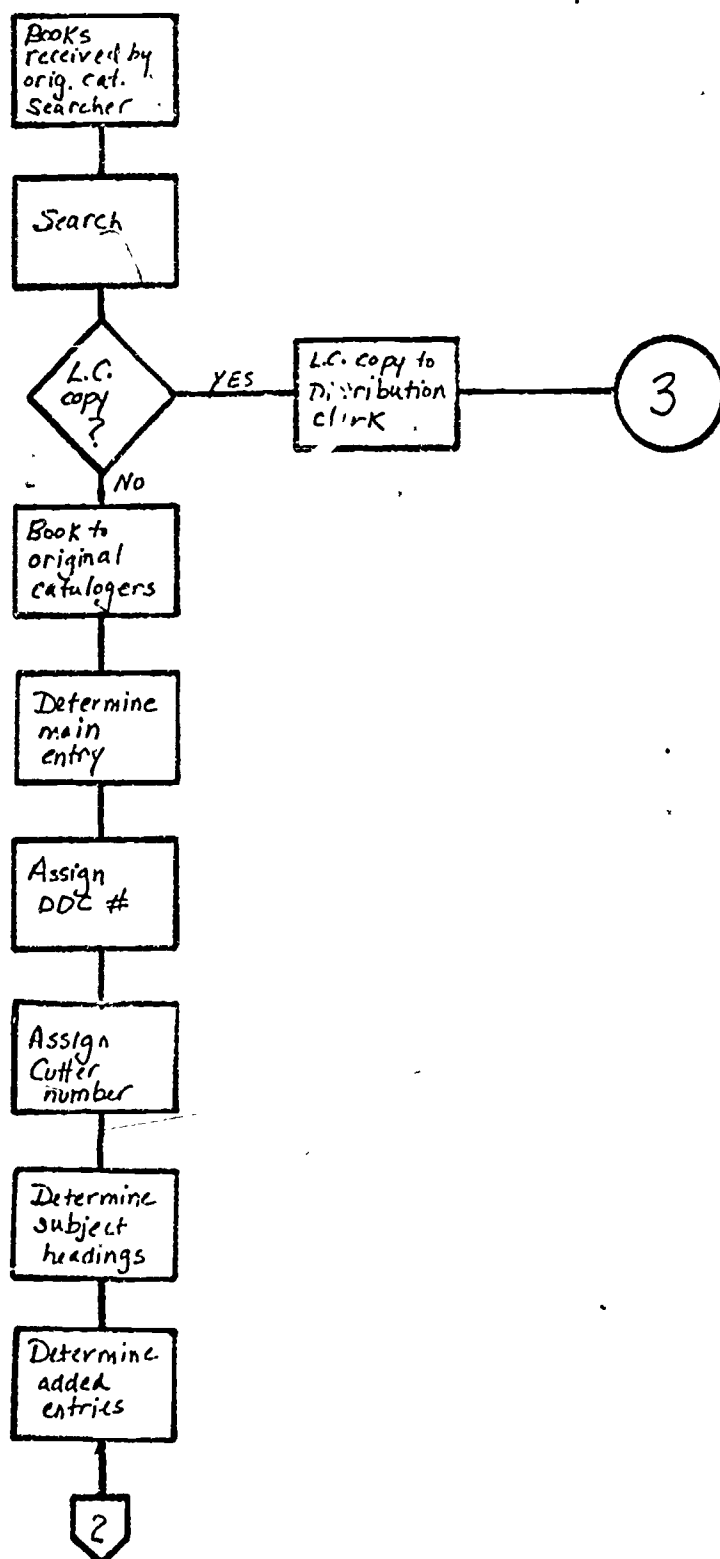 Books
received by
orig. cat.
Searcher
Search
L.C.
copy
?
YES
L.C. copy to
Distribution
clerk
3
NO
Book to
original
catalogers
Determine
main
entry
Assign
DDC #
Assign
Cutter
number
Determine
subject
headings
Determine
added
entries
2